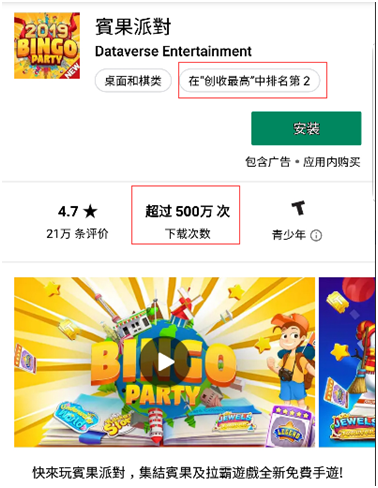 2019
BINGO
PARTY
NEW
賓果派對
Dataverse Entertainment
桌面和棋类
在"创收最高"中排名第 2
安装
包含广告 • 应用内购买
4.7 ★
超过 500万 次
21万 条评价
下载次数
青少年
BINGO
PARTY
JEWELS
LEGEND
JEWELS
快來玩賓果派對，集結賓果及拉霸遊戲全新免費手遊!